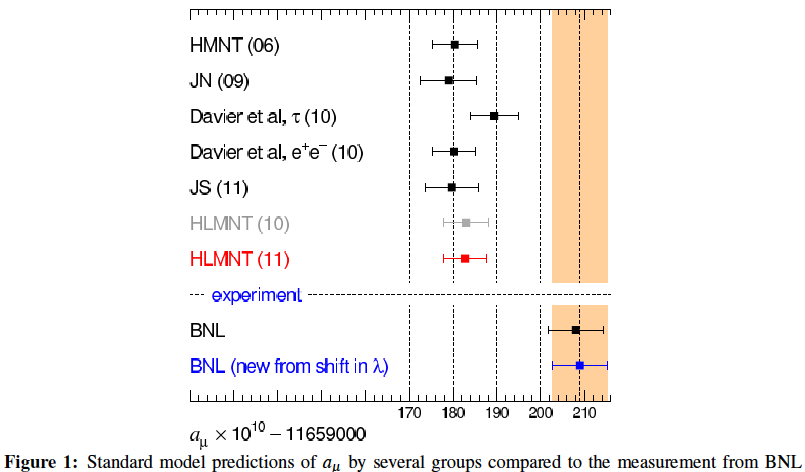 HMNT (06)
JN (09)
Davier et al, τ (10)
Davier et al, e⁺e⁻ (10)
JS (11)
HLMNT (10)
HLMNT (11)
experiment
BNL
BNL (new from shift in λ)
170 180 190 200 210
aμ × 10¹⁰ – 11659000
Figure 1: Standard model predictions of aμ by several groups compared to the measurement from BNL